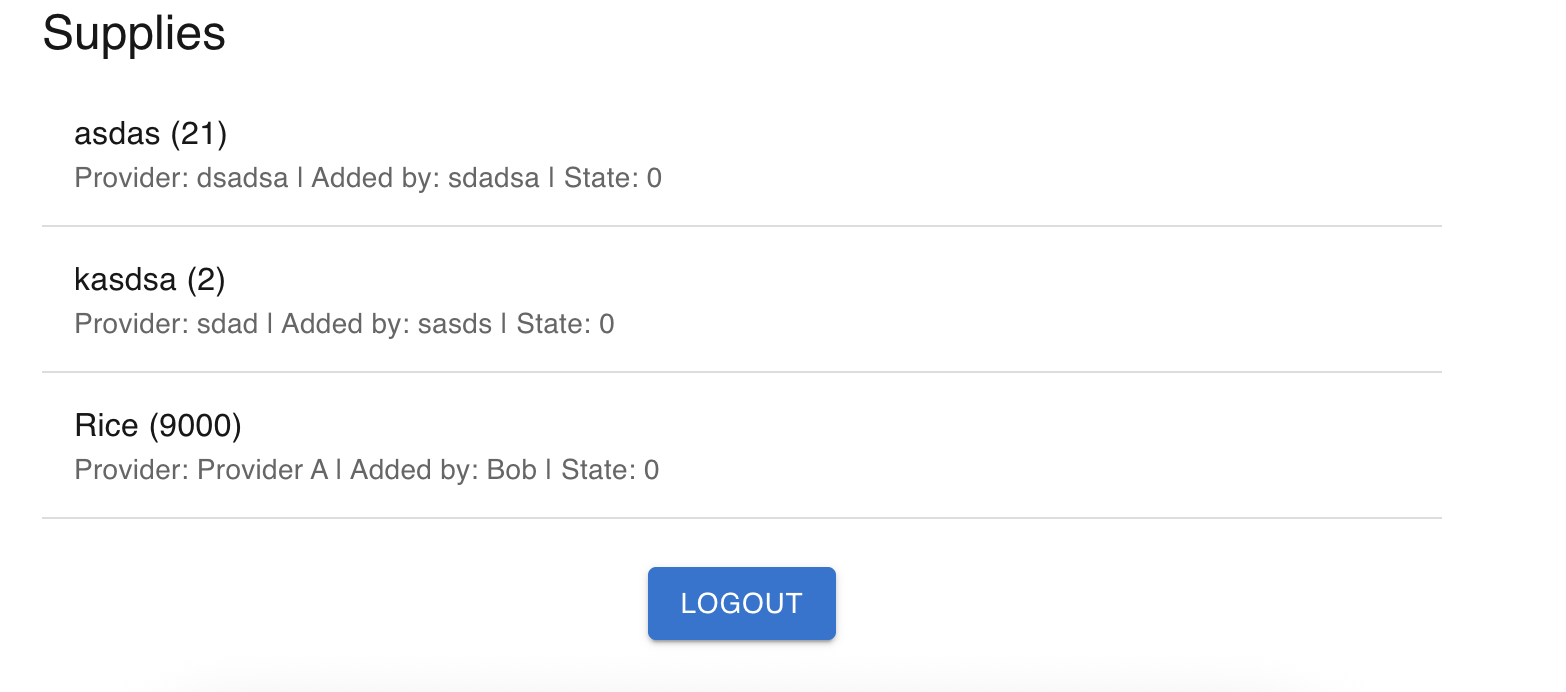 Supplies
asdas (21)
Provider: dsadsa | Added by: sdadsa | State: 0
kasdsa (2)
Provider: sdad | Added by: sasds | State: 0
Rice (9000)
Provider: Provider A | Added by: Bob | State: 0
LOGOUT